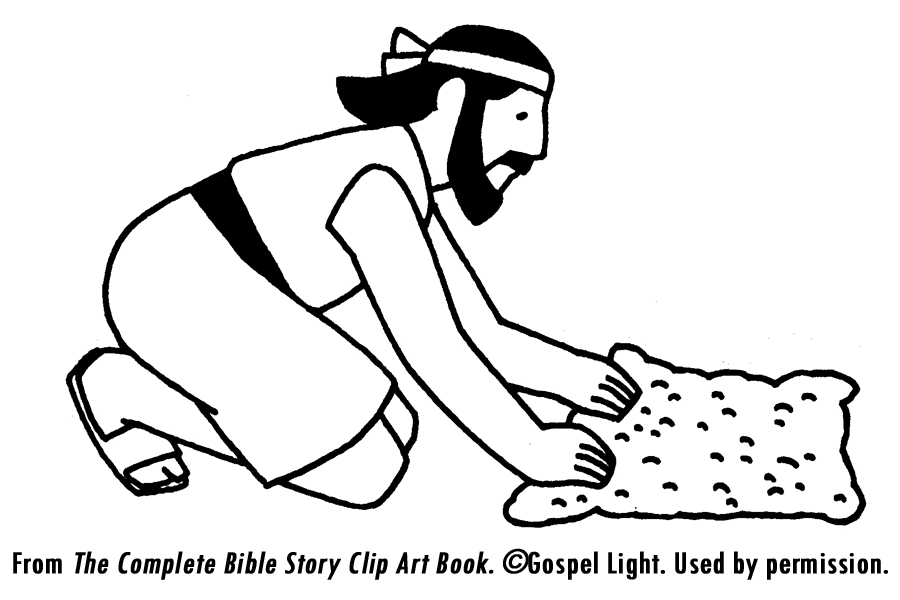 From The Complete Bible Story Clip Art Book. ©Gospel Light. Used by permission.